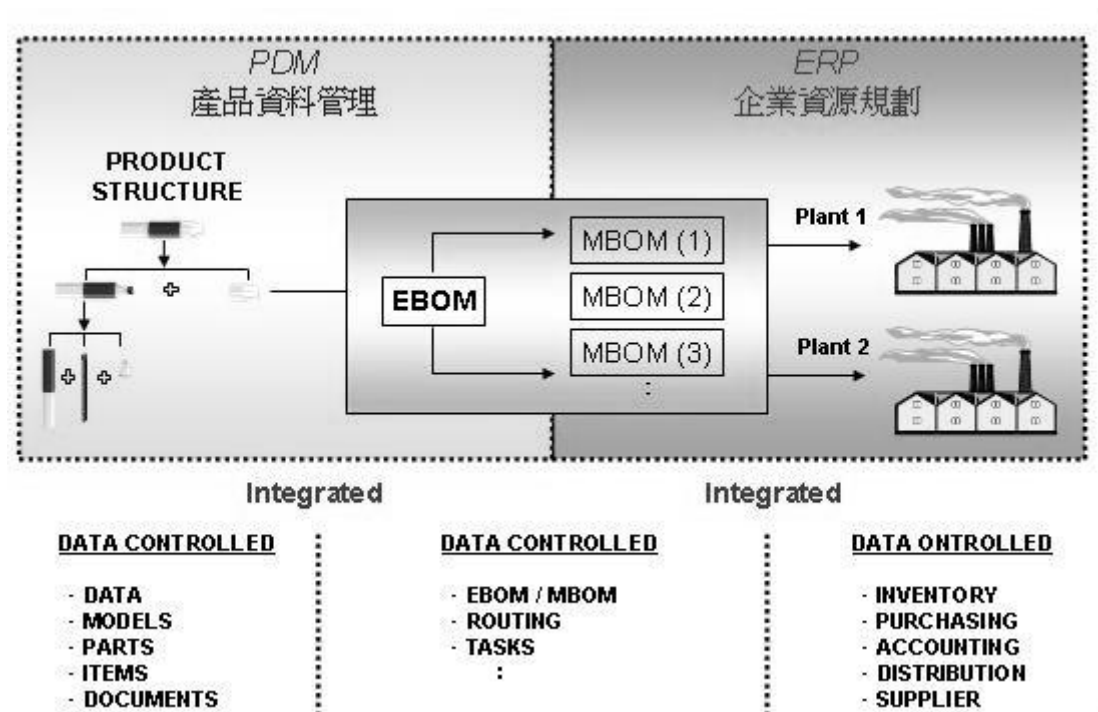 PDM
產品資料管理
ERP
企業資源規劃
PRODUCT
STRUCTURE
EBOM
MBOM (1)
MBOM (2)
MBOM (3)
:
Plant 1
Plant 2
Integrated
Integrated
DATA CONTROLLED
- DATA
- MODELS
- PARTS
- ITEMS
- DOCUMENTS
DATA CONTROLLED
- EBOM / MBOM
- ROUTING
- TASKS
:
DATA ONTROLLED
- INVENTORY
- PURCHASING
- ACCOUNTING
- DISTRIBUTION
- SUPPLIER